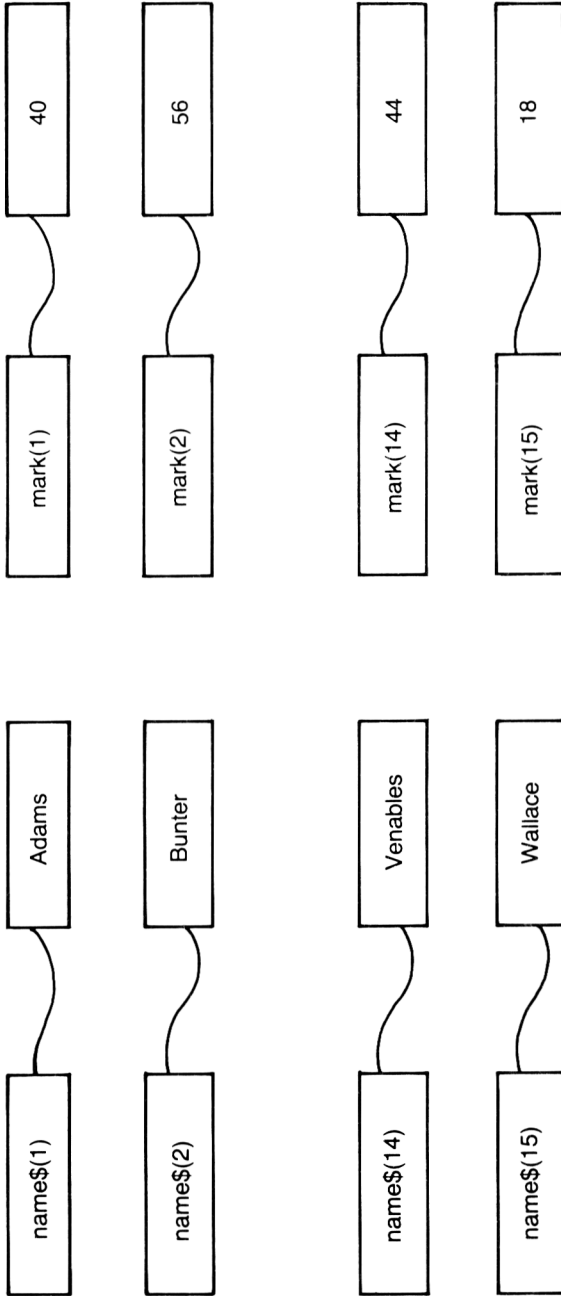 name$(1) Adams mark(1) 40
name$(2) Bunter mark(2) 56
name$(14) Venables mark(14) 44
name$(15) Wallace mark(15) 18